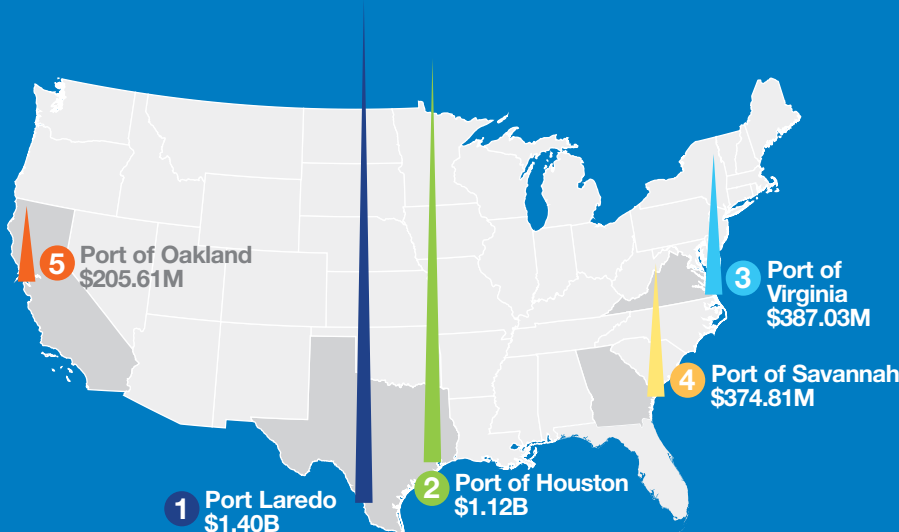 1
Port Laredo
$1.40B
2
Port of Houston
$1.12B
3
Port of
Virginia
$387.03M
4
Port of Savannah
$374.81M
5
Port of Oakland
$205.61M